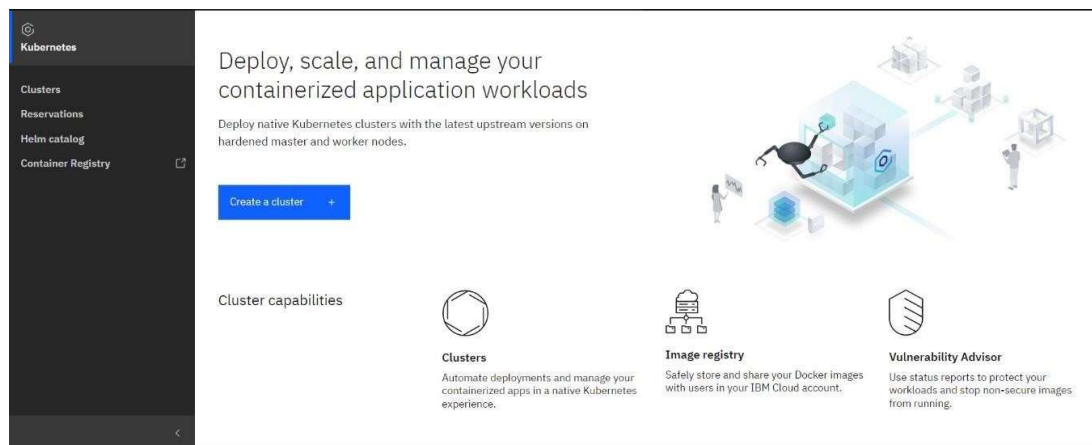 Kubernetes
Clusters
Reservations
Helm catalog
Container Registry
Deploy, scale, and manage your
containerized application workloads
Deploy native Kubernetes clusters with the latest upstream versions on
hardened master and worker nodes.
Create a cluster +
Cluster capabilities
Clusters
Automate deployments and manage your
containerized apps in a native Kubernetes
experience.
Image registry
Safely store and share your Docker images
with users in your IBM Cloud account.
Vulnerability Advisor
Use status reports to protect your
workloads and stop non-secure images
from running.